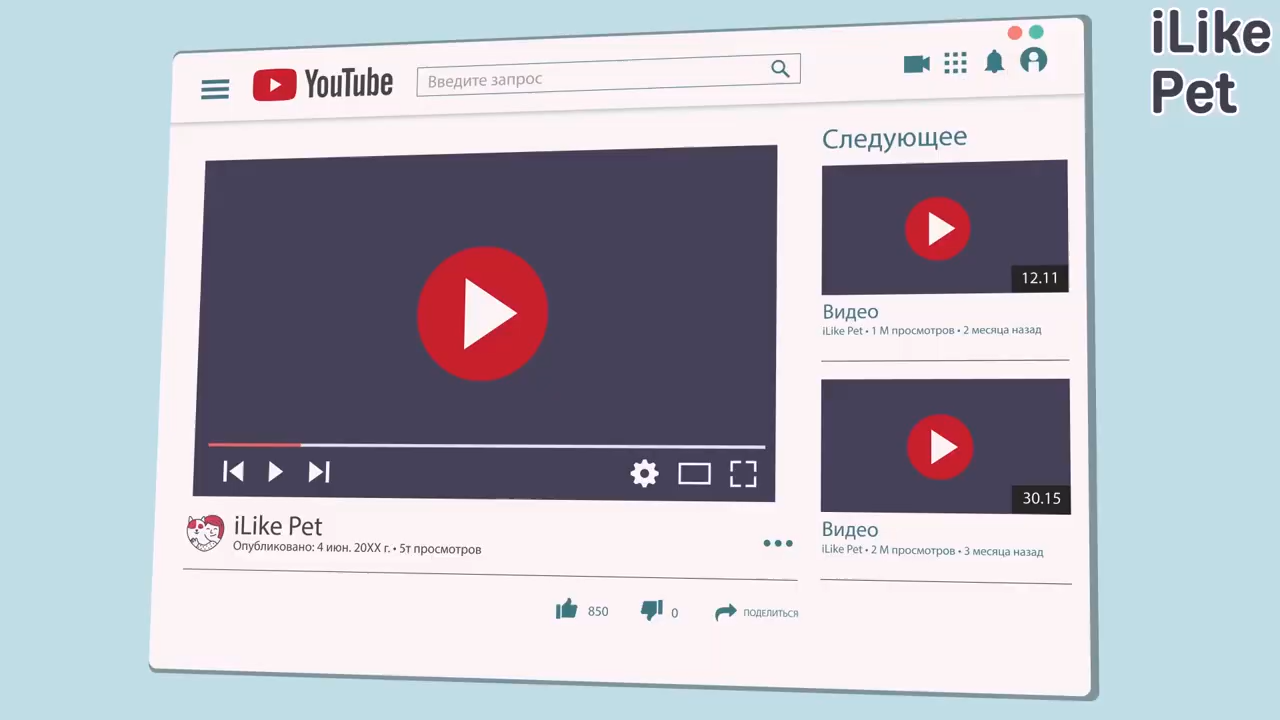 iLike
Pet
YouTube
Введите запрос
Следующее
12.11
Видео
iLike Pet • 1 М просмотров • 2 месяца назад
30.15
Видео
iLike Pet • 2 М просмотров • 3 месяца назад
iLike Pet
Опубликовано: 4 июн. 20XX г. • 5т просмотров
850
0
ПОДЕЛИТЬСЯ